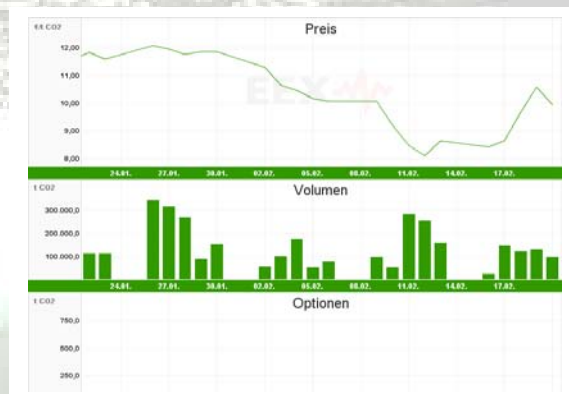 €/t CO2
Preis
12,00
11,00
EEX
10,00
9,00
8,00
24.01. 27.01. 30.01. 02.02. 05.02. 08.02. 11.02. 14.02. 17.02.
t CO2
Volumen
300.000,0
200.000,0
100.000,0
24.01. 27.01. 30.01. 02.02. 05.02. 08.02. 11.02. 14.02. 17.02.
t CO2
Optionen
750,0
500,0
250,0